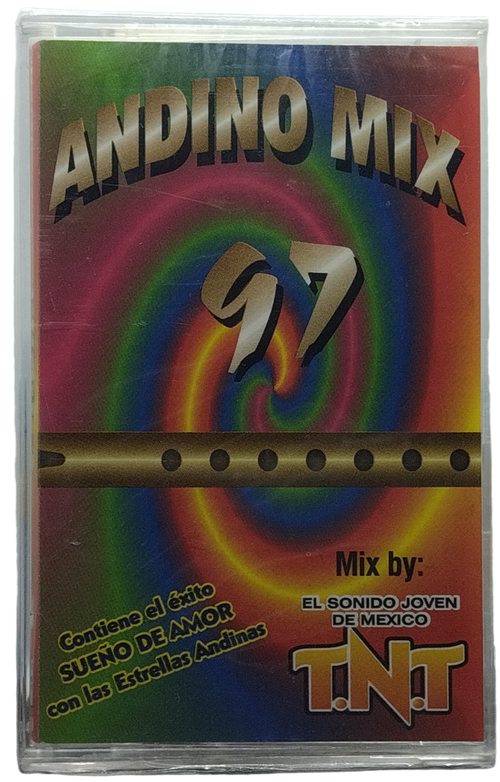 ANDINO MIX
97
Mix by:
EL SONIDO JOVEN
DE MEXICO
T.N.T
Contiene el éxito
SUEÑO DE AMOR
con las Estrellas Andinas